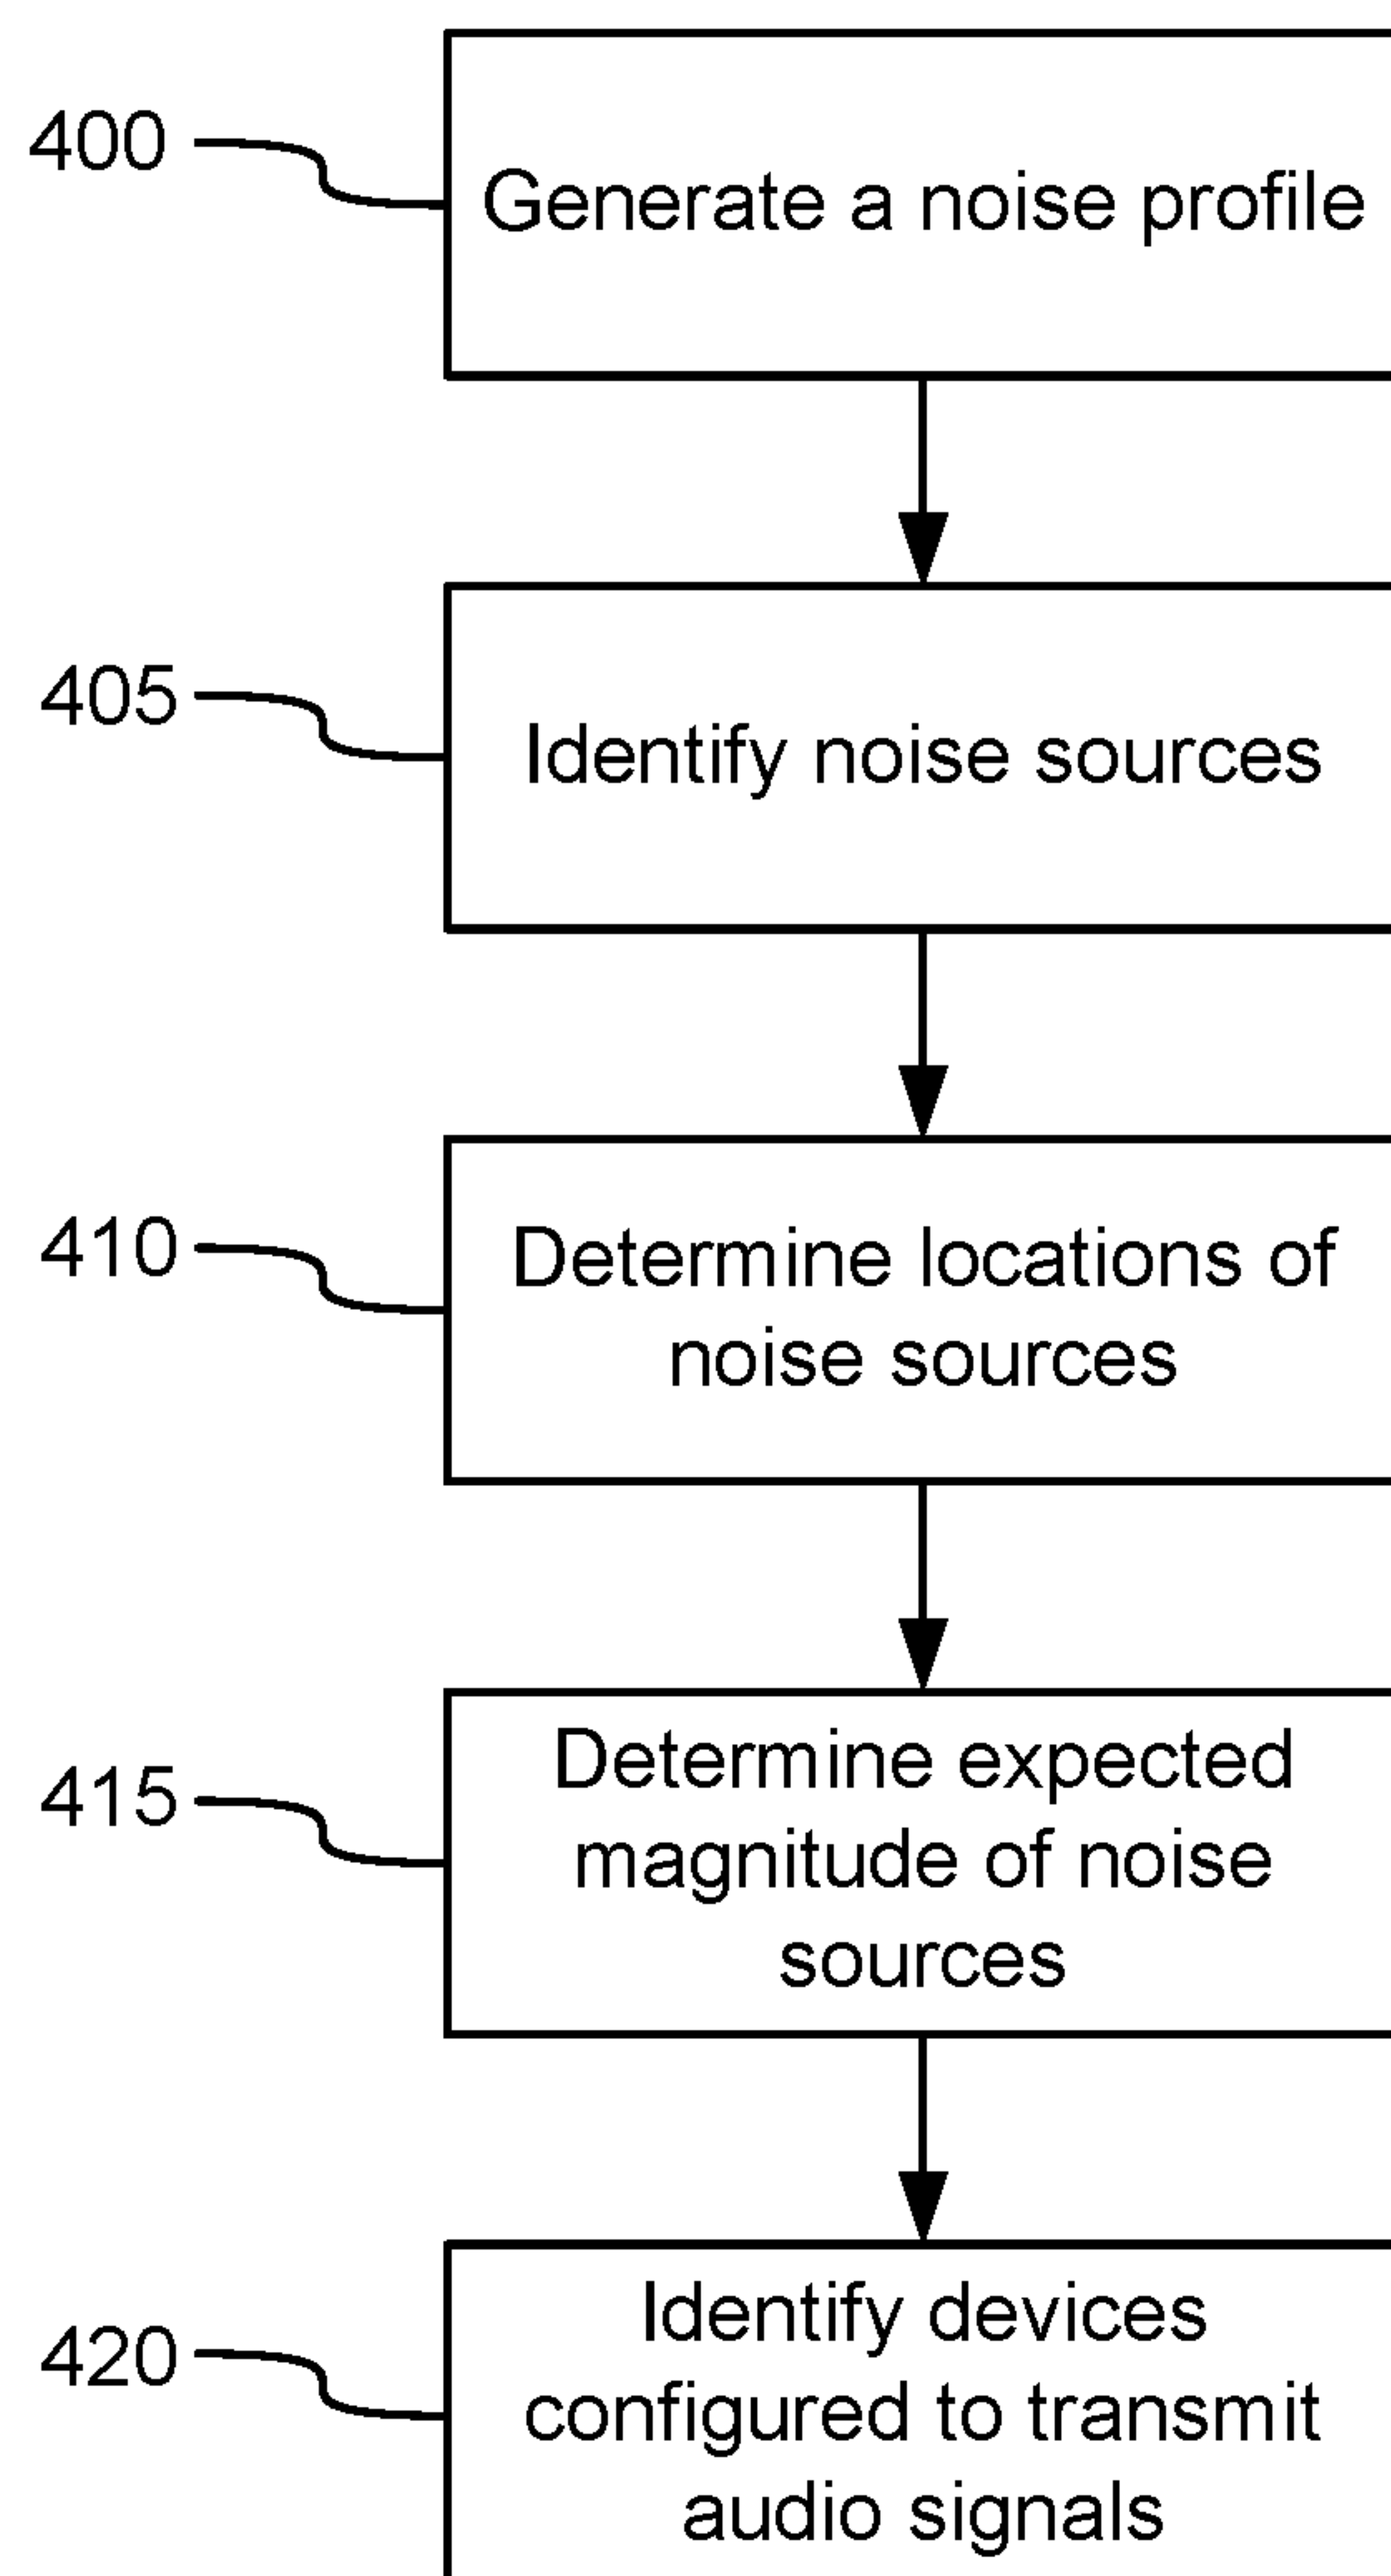 400
Generate a noise profile
405
Identify noise sources
410
Determine locations of
noise sources
415
Determine expected
magnitude of noise
sources
420
Identify devices
configured to transmit
audio signals